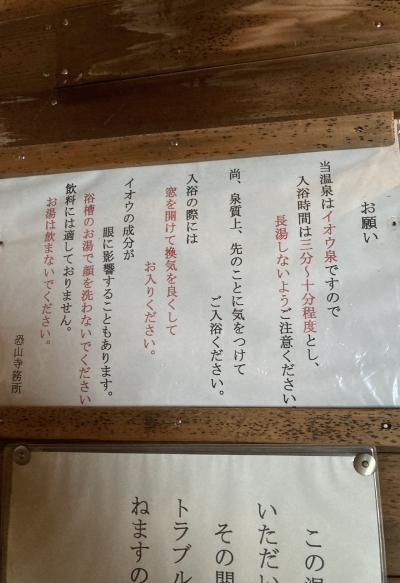 お願い
当温泉はイオウ泉ですので
入浴時間は三分〜十分程度とし、
長湯しないようご注意ください
尚、泉質上、先のことに気をつけて
ご入浴ください。
入浴の際には
窓を開けて換気を良くして
お入りください。
イオウの成分が
眼に影響することもあります。
浴槽のお湯で顔を洗わないでください
飲料には適しておりません。
お湯は飲まないでください。
恐山寺務所
この温
いただい
その間
トラブル
ねますの